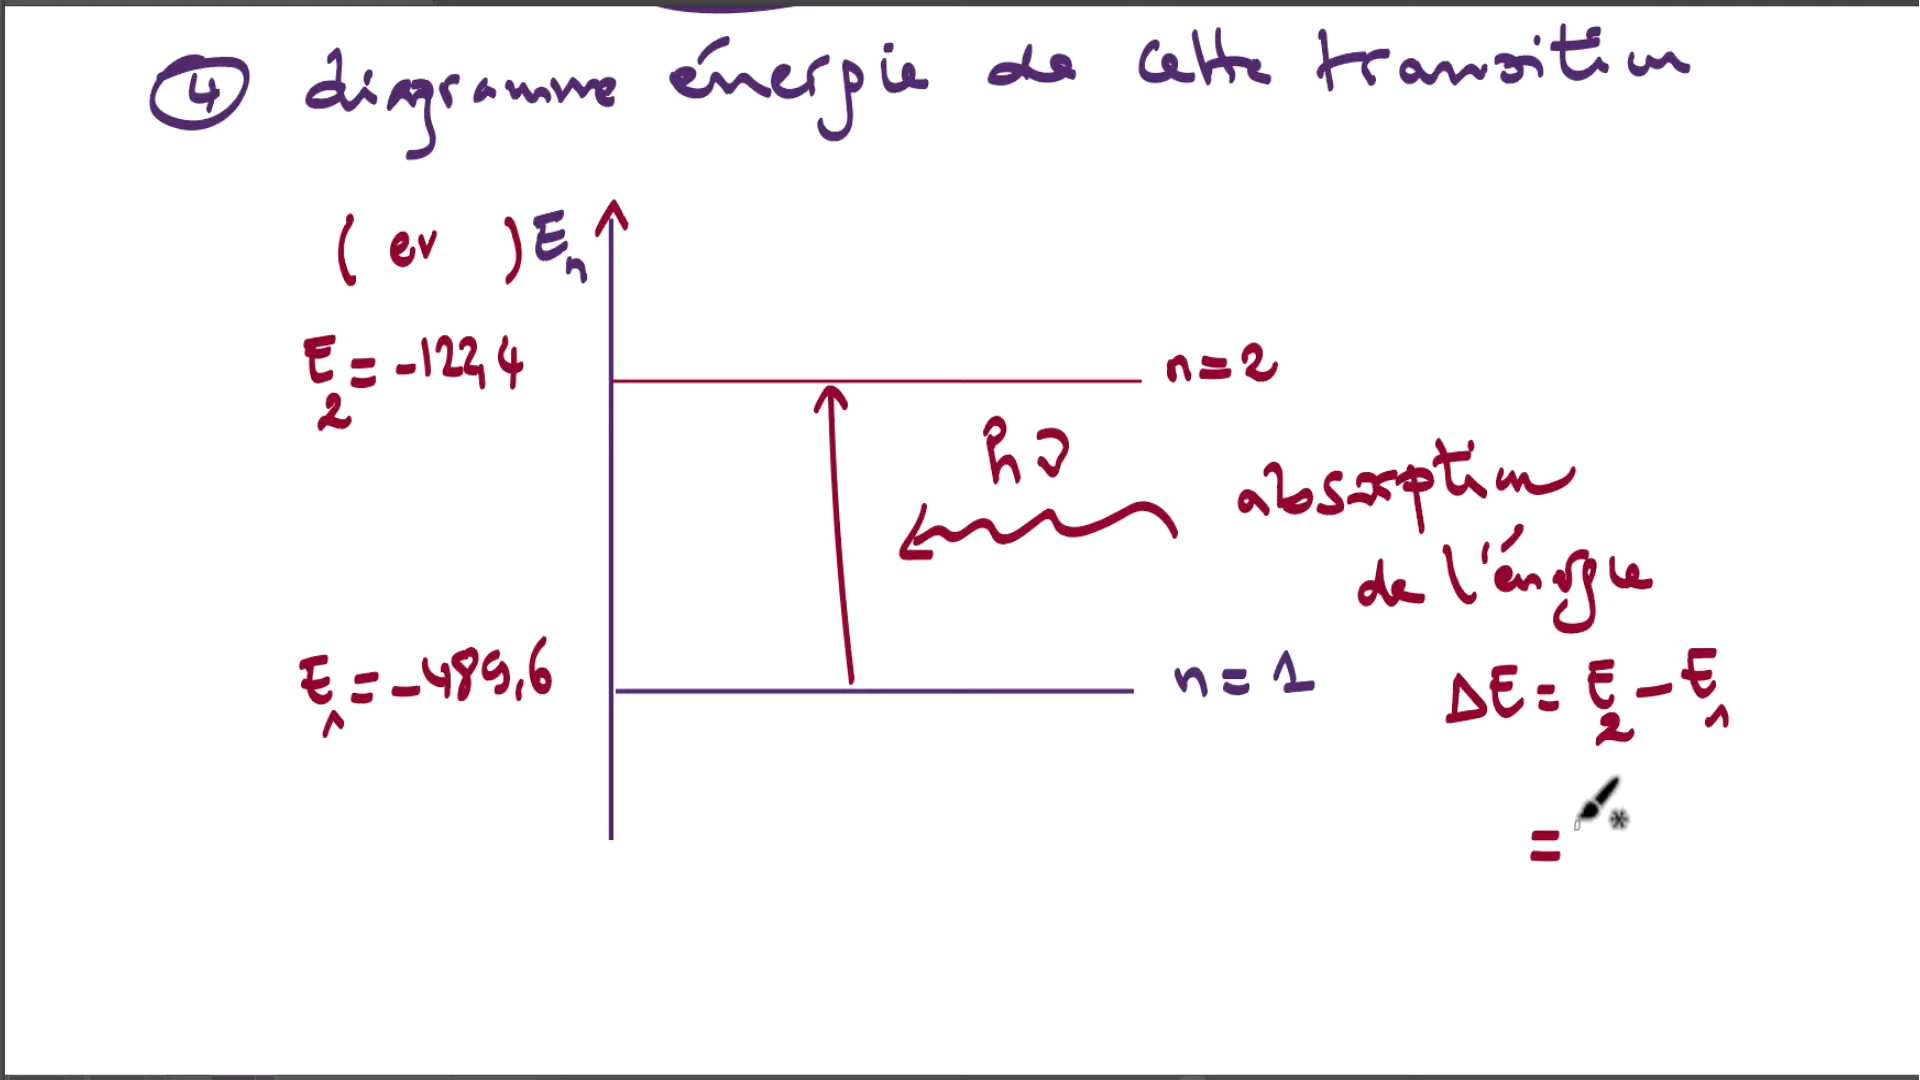 ④ diagramme énergie de cette transition
(ev) En
E2 = -122,4
n=2
hν
absorption
de l'énergie
E1 = -489,6
n = 1
ΔE = E2 - E1
=